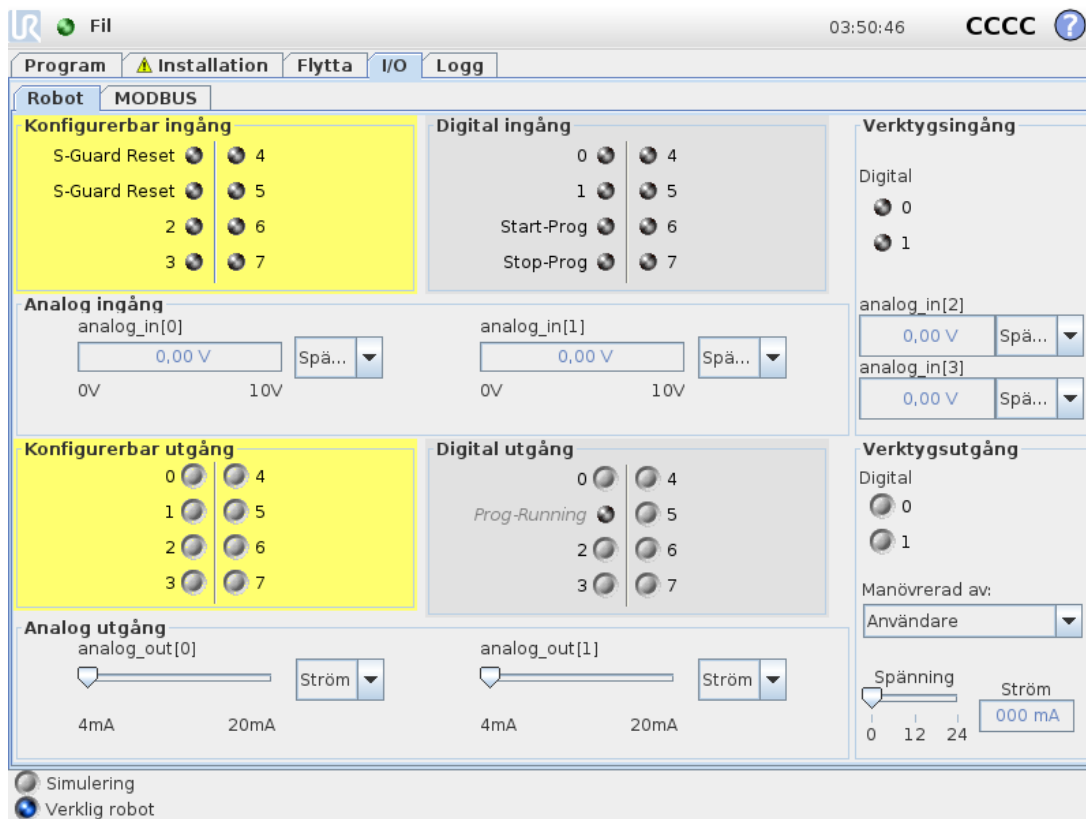 UR Fil 03:50:46 CCCC ?
Program Installation Flytta I/O Logg
Robot MODBUS
Konfigurerbar ingång
S-Guard Reset 4
S-Guard Reset 5
2 6
3 7
Digital ingång
0 4
1 5
Start-Prog 6
Stop-Prog 7
Verktygsingång
Digital
0
1
Analog ingång
analog_in[0]
0,00 V Spä...
0V 10V
analog_in[1]
0,00 V Spä...
0V 10V
analog_in[2]
0,00 V Spä...
analog_in[3]
0,00 V Spä...
Konfigurerbar utgång
0 4
1 5
2 6
3 7
Digital utgång
0 4
Prog-Running 5
2 6
3 7
Verktygsutgång
Digital
0
1
Manövrerad av:
Användare
Spänning
0 12 24
Ström
000 mA
Analog utgång
analog_out[0]
Ström
4mA 20mA
analog_out[1]
Ström
4mA 20mA
Simulering
Verklig robot